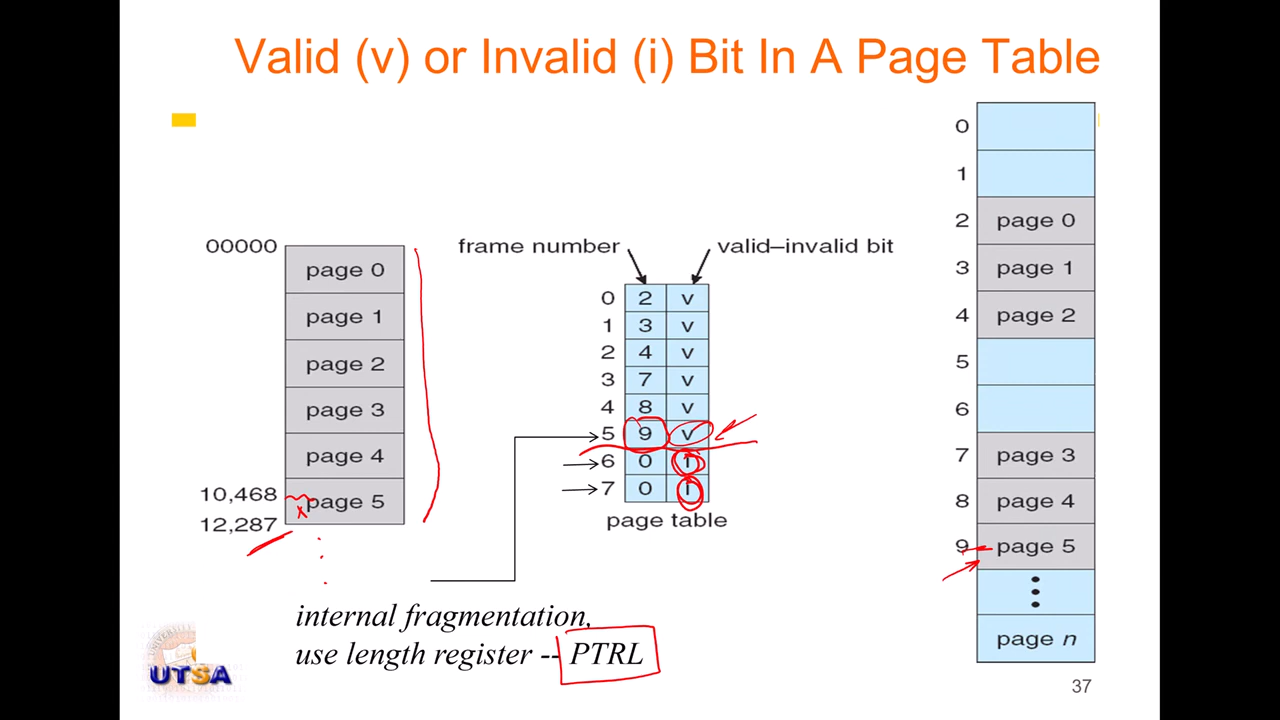 Valid (v) or Invalid (i) Bit In A Page Table
00000
page 0
page 1
page 2
page 3
page 4
10,468
page 5
12,287
frame number
valid–invalid bit
0 2 v
1 3 v
2 4 v
3 7 v
4 8 v
5 9 v
6 0 i
7 0 i
page table
0
1
2 page 0
3 page 1
4 page 2
5
6
7 page 3
8 page 4
9 page 5
page n
internal fragmentation,
use length register -- PTRL
UTSA
37